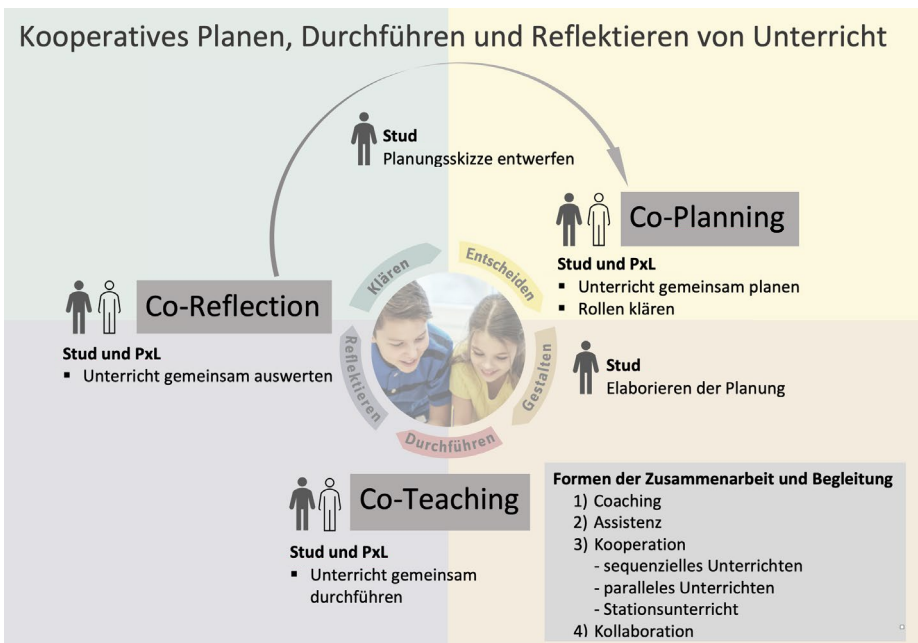 Kooperatives Planen, Durchführen und Reflektieren von Unterricht
Stud
Planungsskizze entwerfen
Co-Planning
Stud und PxL
▪ Unterricht gemeinsam planen
▪ Rollen klären
Klären
Entscheiden
Gestalten
Durchführen
Reflektieren
Co-Reflection
Stud und PxL
▪ Unterricht gemeinsam auswerten
Stud
Elaborieren der Planung
Co-Teaching
Stud und PxL
▪ Unterricht gemeinsam
durchführen
Formen der Zusammenarbeit und Begleitung
1) Coaching
2) Assistenz
3) Kooperation
- sequenzielles Unterrichten
- paralleles Unterrichten
- Stationsunterricht
4) Kollaboration